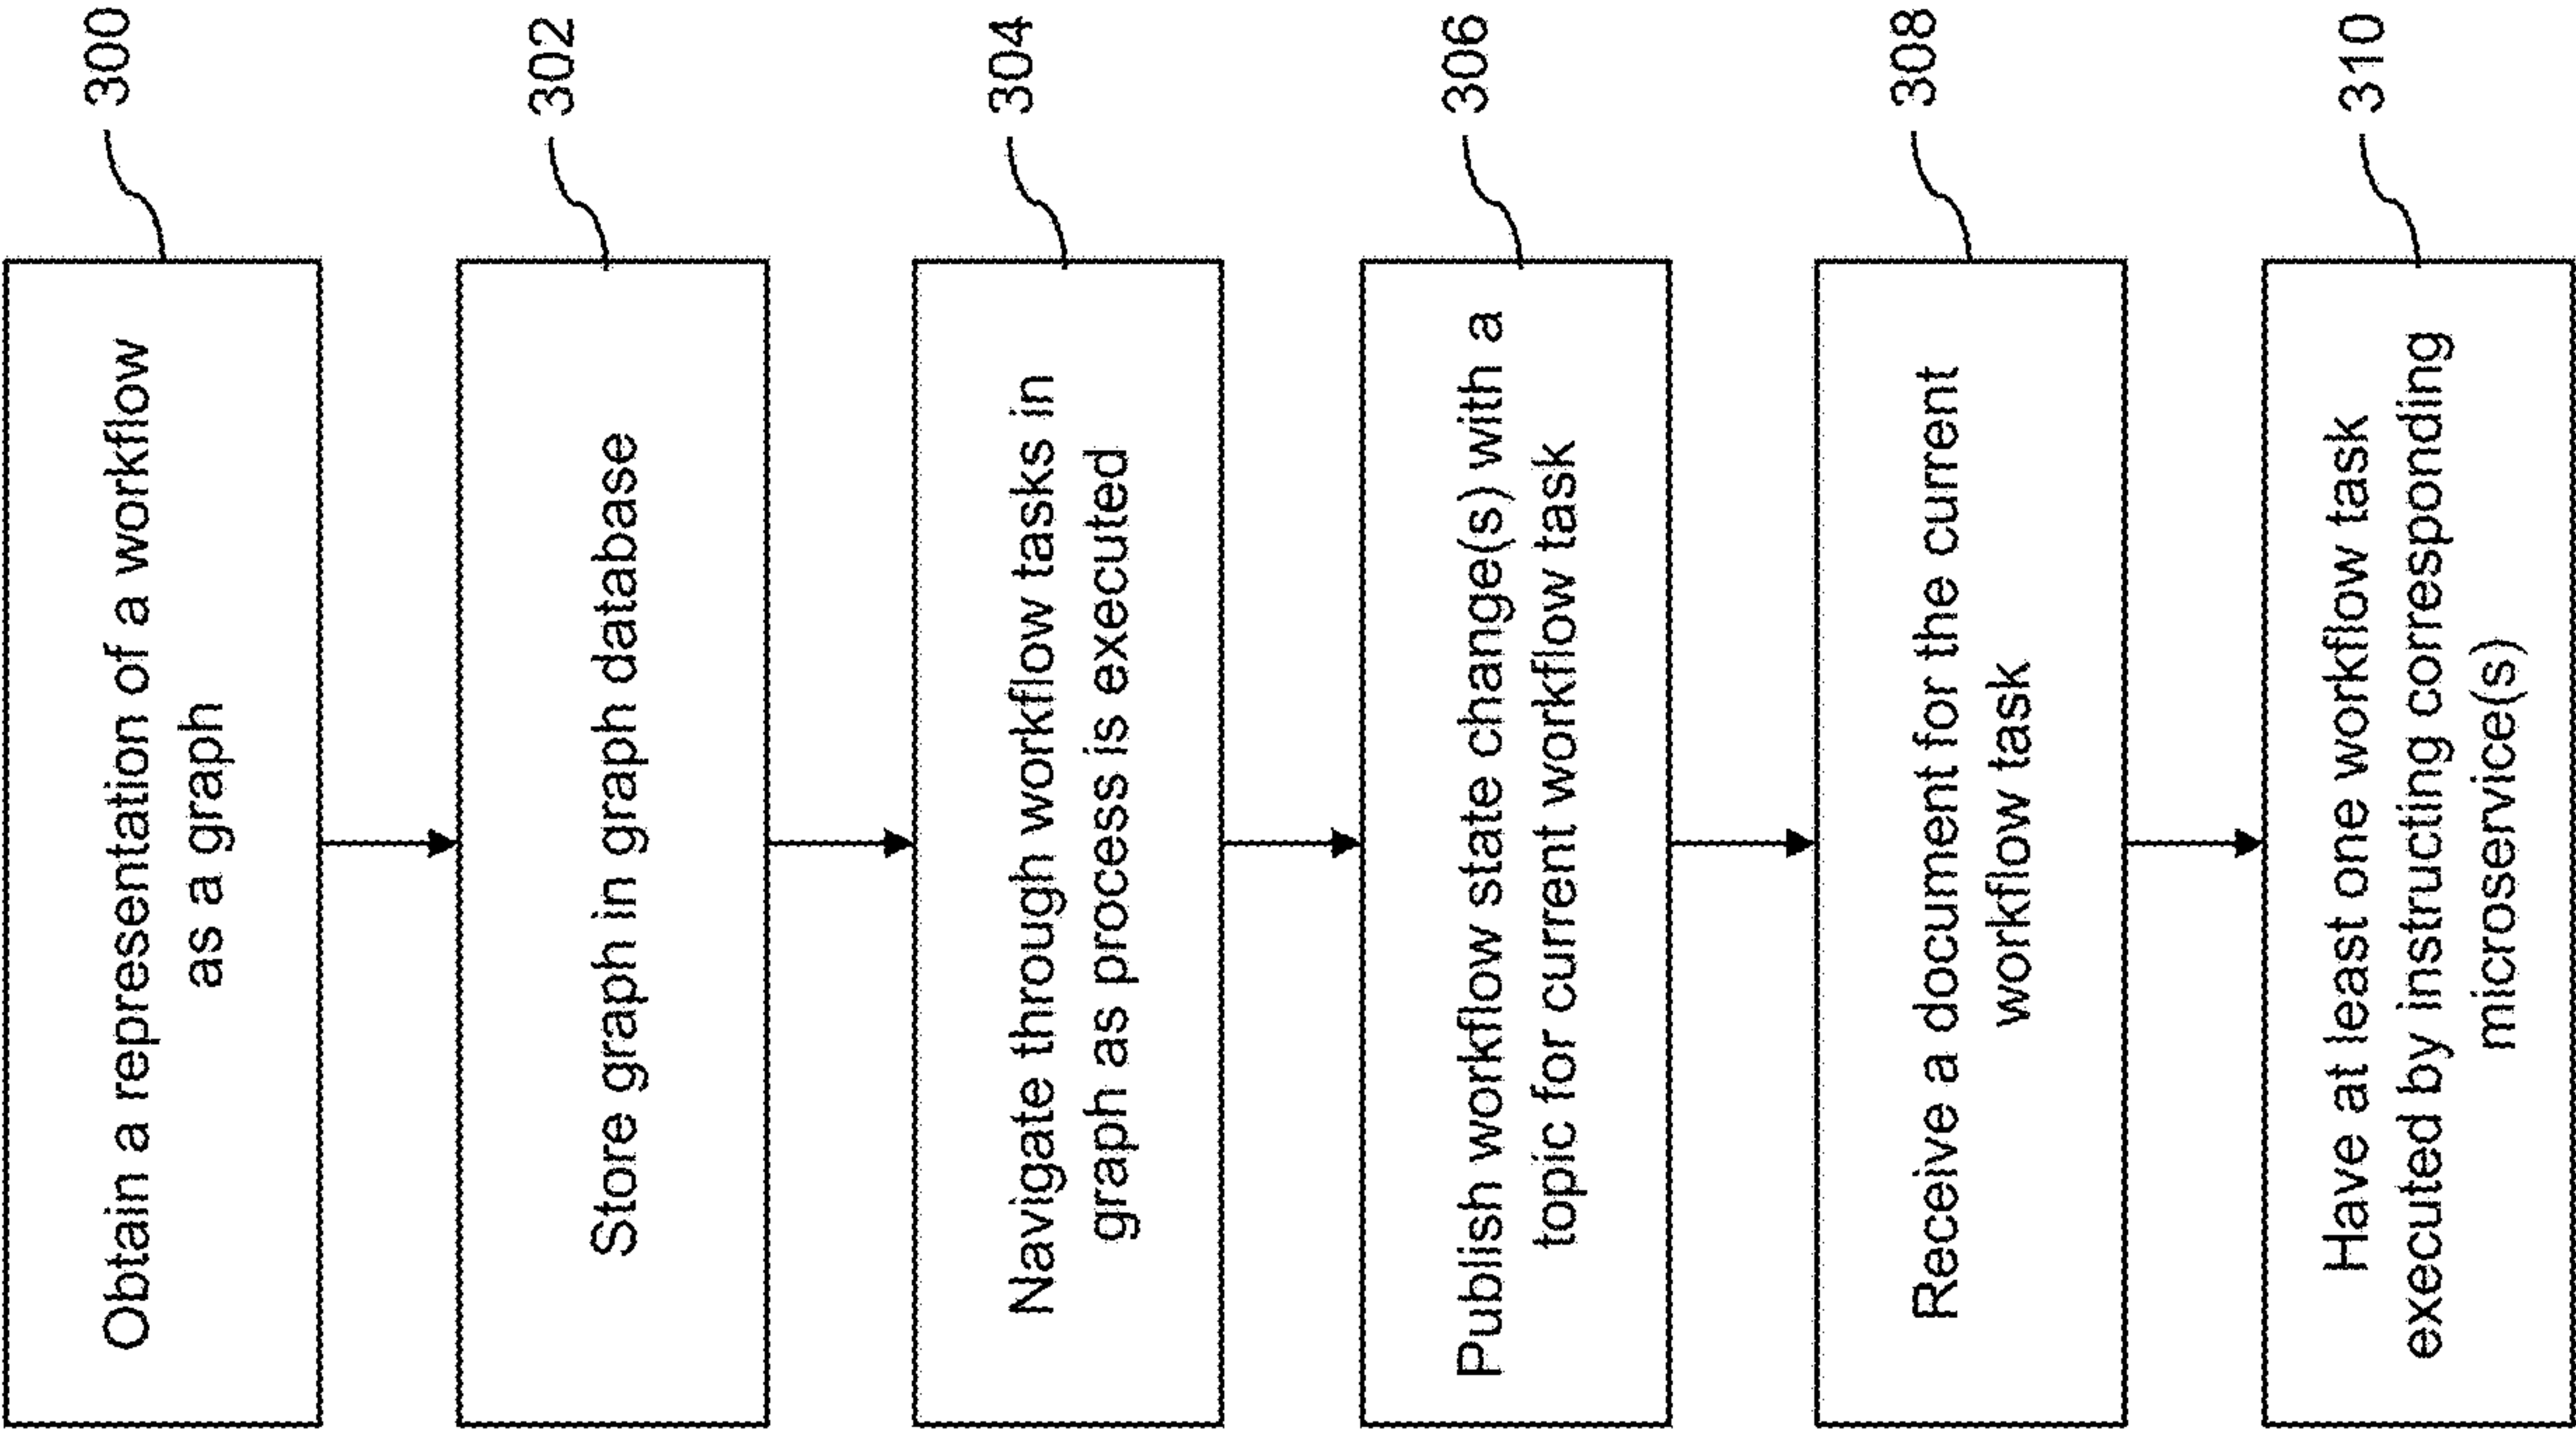 Obtain a representation of a workflow
as a graph
300
Store graph in graph database
302
Navigate through workflow tasks in
graph as process is executed
304
Publish workflow state change(s) with a
topic for current workflow task
306
Receive a document for the current
workflow task
308
Have at least one workflow task
executed by instructing corresponding
microservice(s)
310